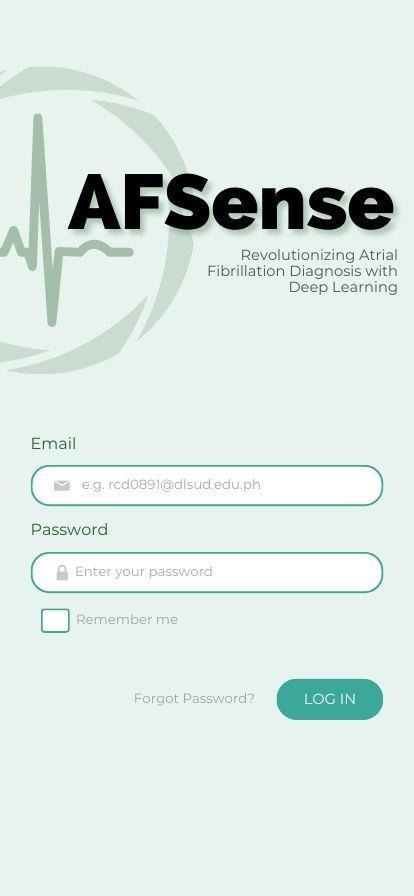 AFSense
Revolutionizing Atrial
Fibrillation Diagnosis with
Deep Learning
Email
e.g. rcd0891@dlsud.edu.ph
Password
Enter your password
Remember me
Forgot Password?
LOG IN